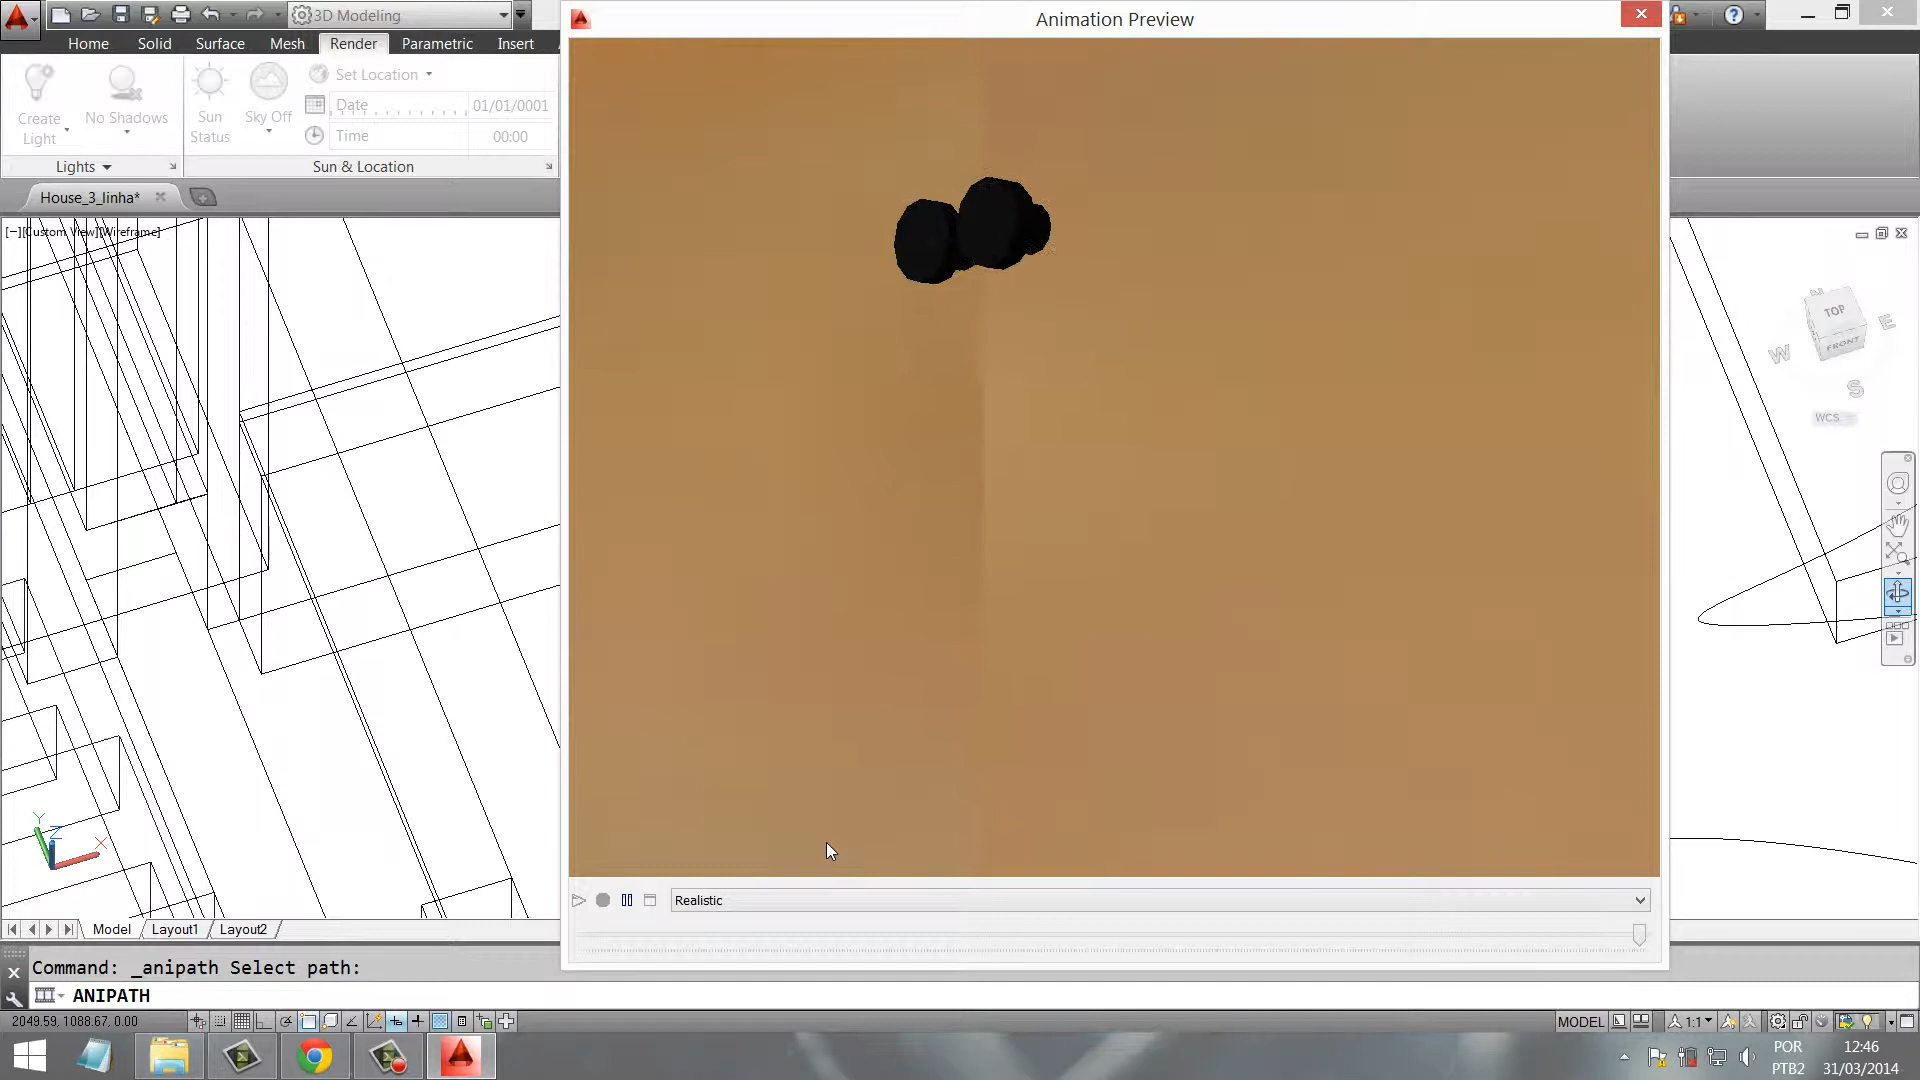 3D Modeling
Animation Preview
Home Solid Surface Mesh Render Parametric Insert
Set Location
Create Light
No Shadows
Sun Status
Sky Off
Date 01/01/0001
Time 00:00
Lights
Sun & Location
House_3_linha*
[−][Custom View][Wireframe]
N
TOP
FRONT
W
E
S
WCS
Y
Z
X
Realistic
Model Layout1 Layout2
Command: _anipath Select path:
ANIPATH
2049.59, 1088.67, 0.00
MODEL
1:1
POR
PTB2
12:46
31/03/2014